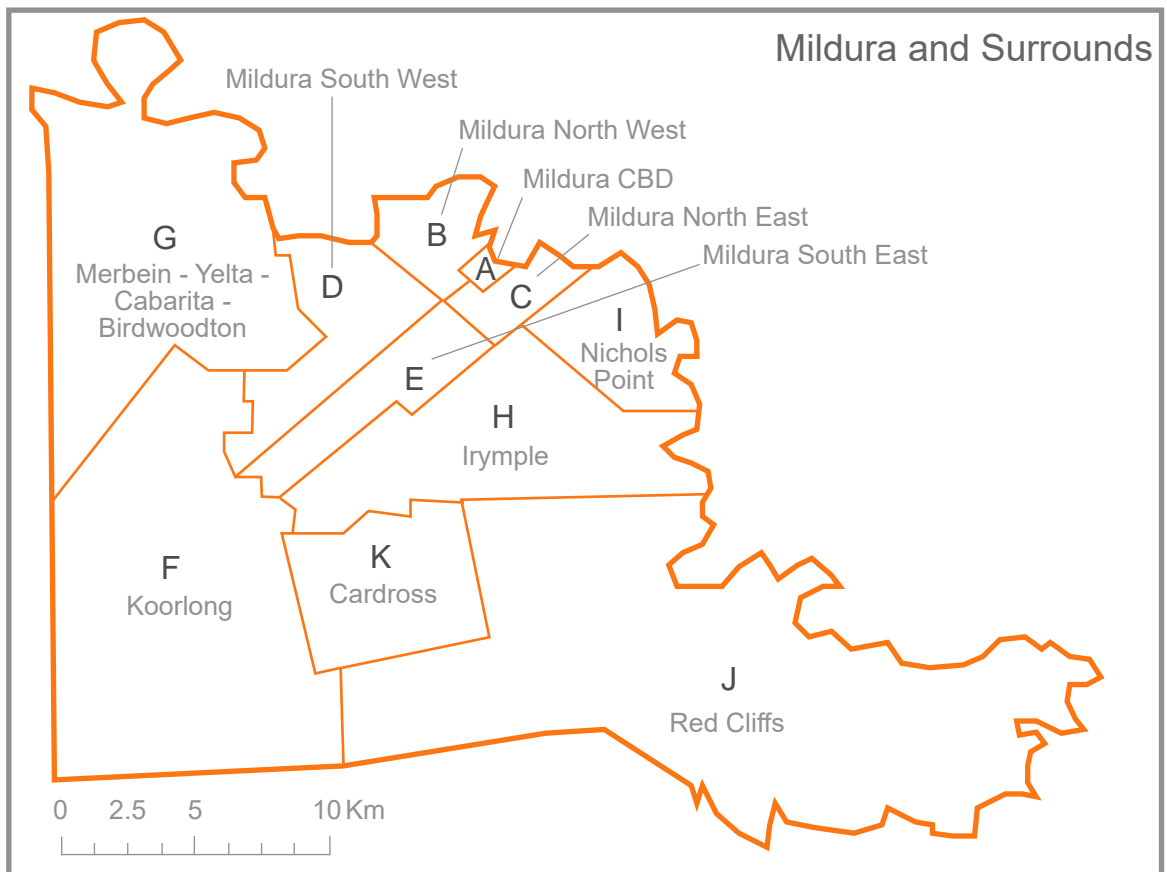 Mildura and Surrounds
Mildura South West
Mildura North West
Mildura CBD
Mildura North East
Mildura South East
G
Merbein - Yelta -
Cabarita -
Birdwoodton
B
A
D
C
I
Nichols
Point
E
H
Irymple
F
Koorlong
K
Cardross
J
Red Cliffs
0 2.5 5 10 Km